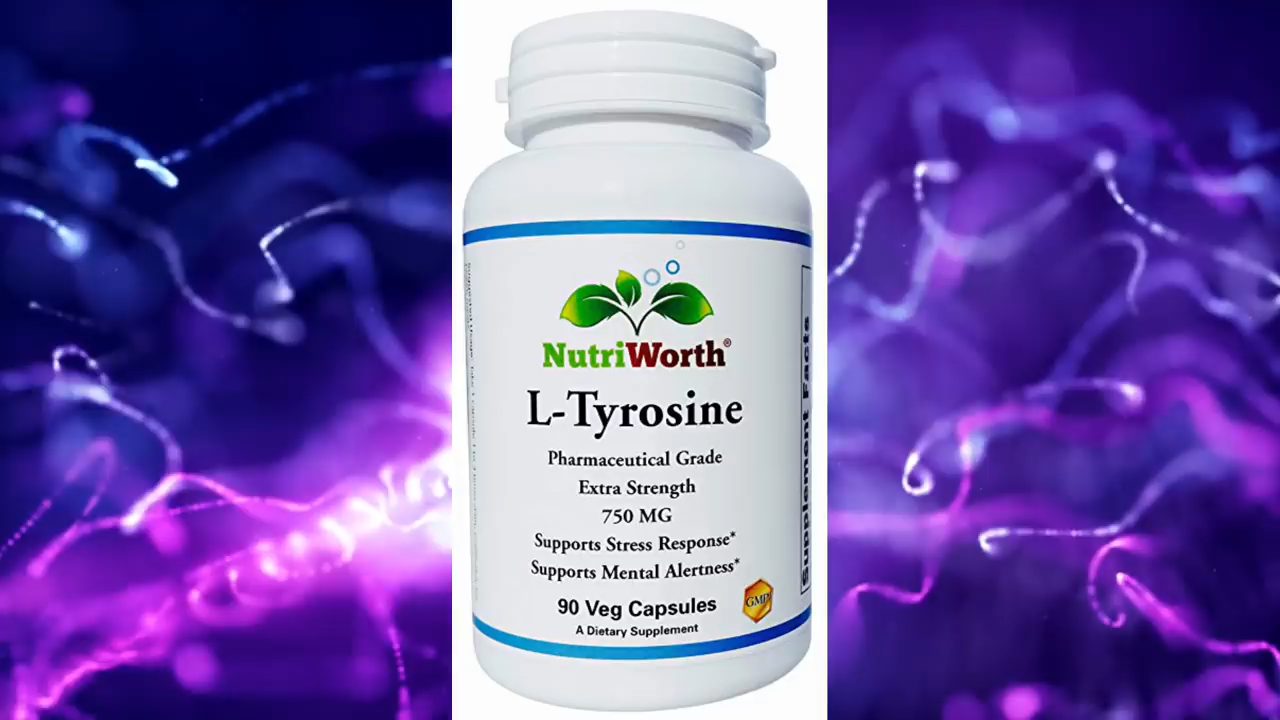 NutriWorth®
L-Tyrosine
Pharmaceutical Grade
Extra Strength
750 MG
Supports Stress Response*
Supports Mental Alertness*
90 Veg Capsules
GMP
A Dietary Supplement
Supplement Facts